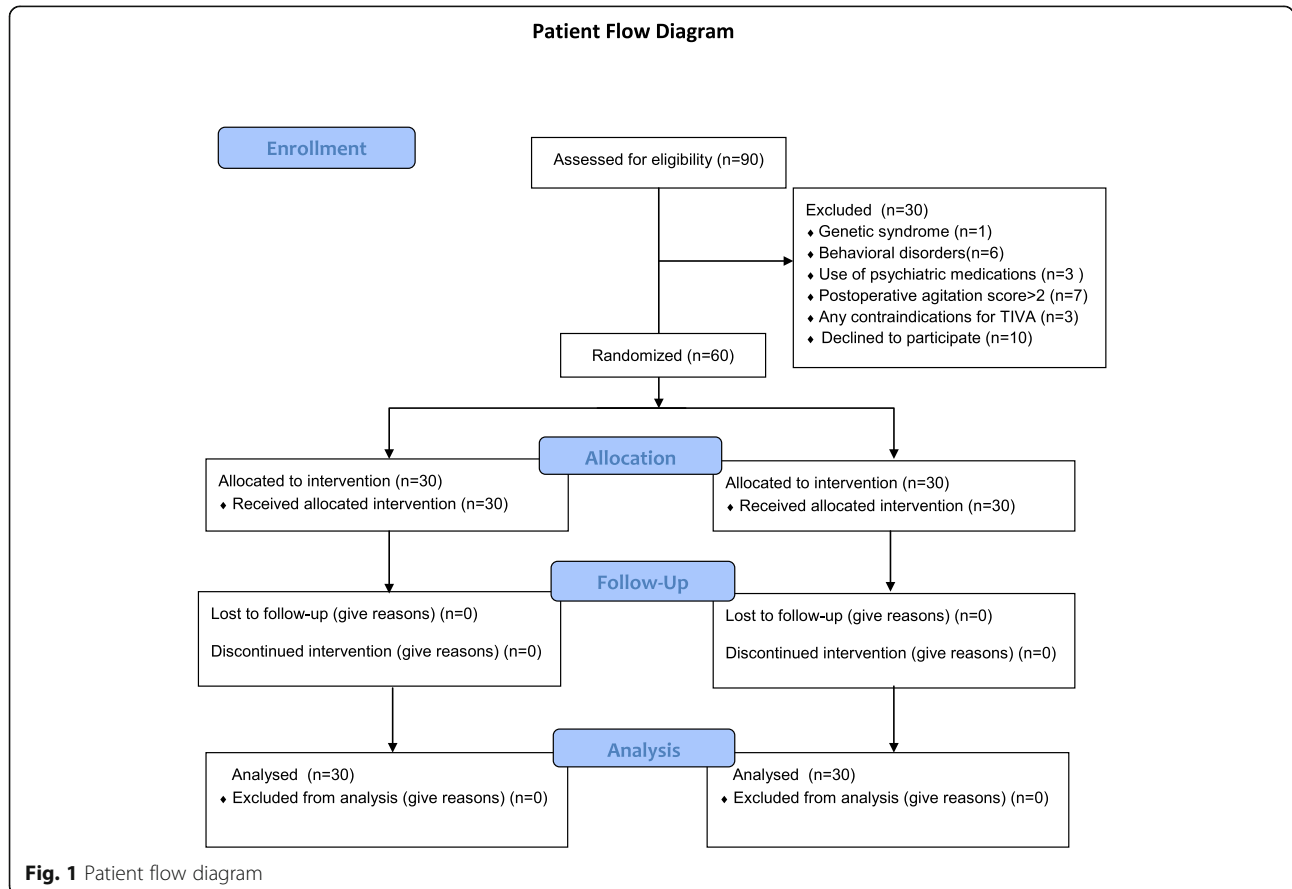 Patient Flow Diagram
Enrollment
Assessed for eligibility (n=90)
Excluded (n=30)
♦ Genetic syndrome (n=1)
♦ Behavioral disorders(n=6)
♦ Use of psychiatric medications (n=3 )
♦ Postoperative agitation score>2 (n=7)
♦ Any contraindications for TIVA (n=3)
♦ Declined to participate (n=10)
Randomized (n=60)
Allocation
Allocated to intervention (n=30)
♦ Received allocated intervention (n=30)
Allocated to intervention (n=30)
♦ Received allocated intervention (n=30)
Follow-Up
Lost to follow-up (give reasons) (n=0)
Discontinued intervention (give reasons) (n=0)
Lost to follow-up (give reasons) (n=0)
Discontinued intervention (give reasons) (n=0)
Analysis
Analysed (n=30)
♦ Excluded from analysis (give reasons) (n=0)
Analysed (n=30)
♦ Excluded from analysis (give reasons) (n=0)
Fig. 1 Patient flow diagram